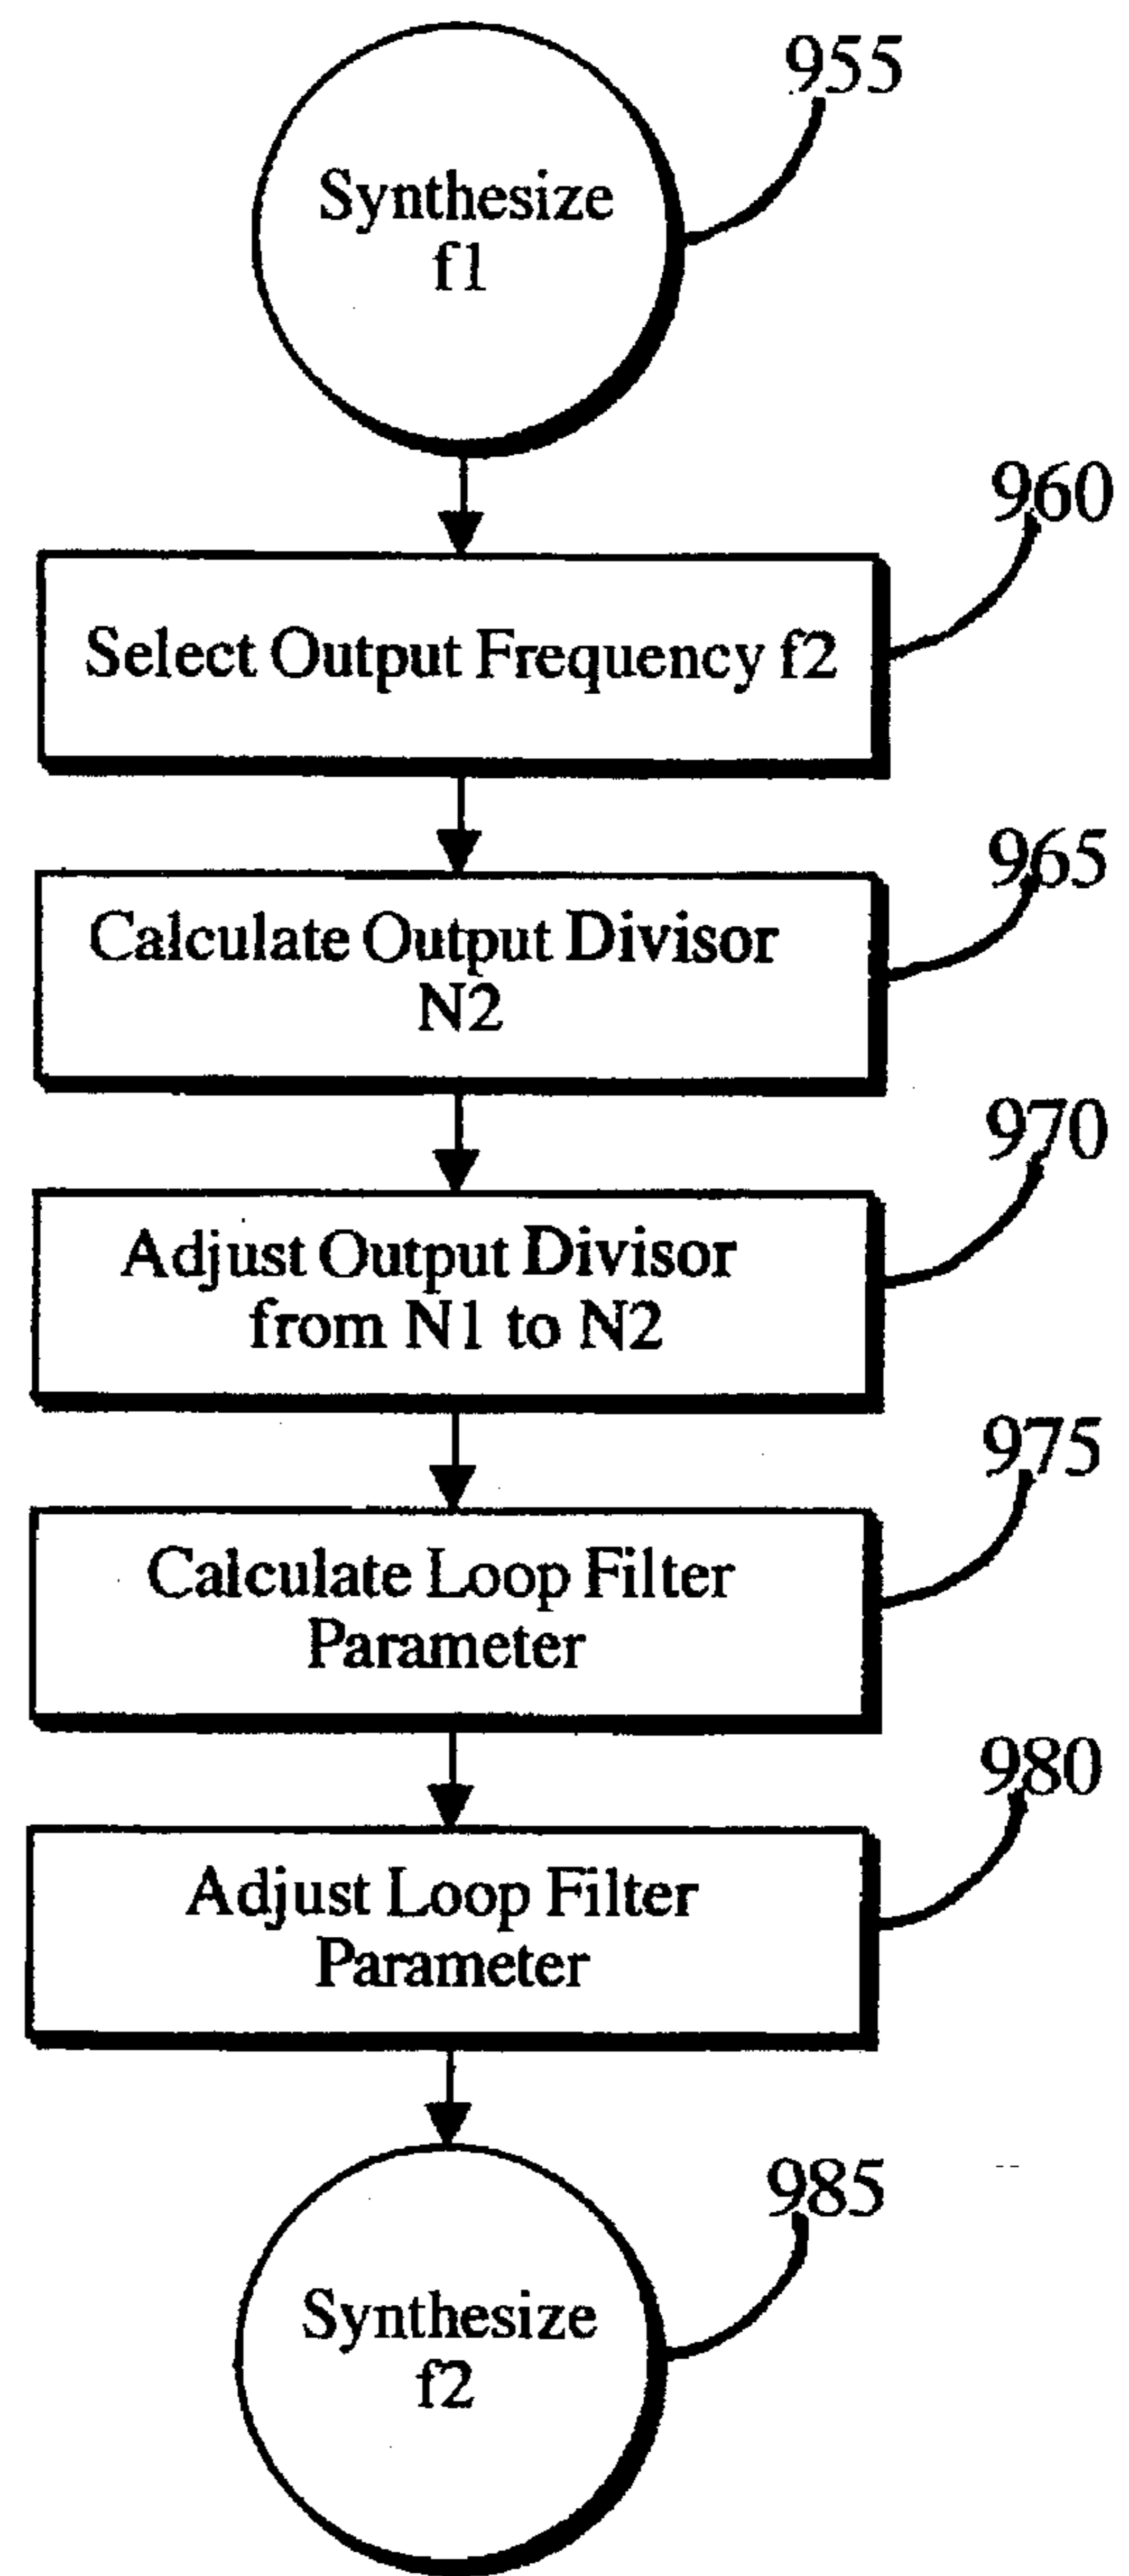 955
Synthesize
f1
960
Select Output Frequency f2
965
Calculate Output Divisor
N2
970
Adjust Output Divisor
from N1 to N2
975
Calculate Loop Filter
Parameter
980
Adjust Loop Filter
Parameter
985
Synthesize
f2